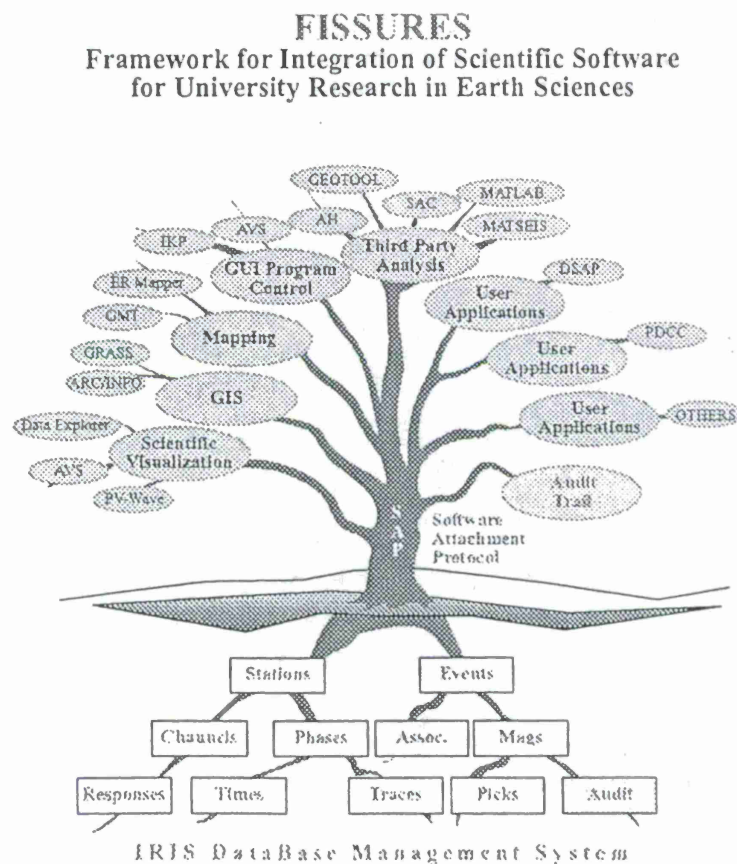 FISSURES
Framework for Integration of Scientific Software
for University Research in Earth Sciences
GEOTOOL
SAC
MATLAB
AH
MATSEIS
AVS
IKP
Third Party
Analysis
GUI Program
Control
DSAP
ER Mapper
User
Applications
GMT
Mapping
PDCC
User
Applications
GRASS
ARC/INFO
GIS
User
Applications
OTHERS
Data Explorer
Scientific
Visualization
AVS
PV-Wave
Audit
Trail
SAP
Software
Attachment
Protocol
Stations
Events
Channels
Phases
Assoc.
Mags
Responses
Times
Traces
Picks
Audit
IRIS DataBase Management System